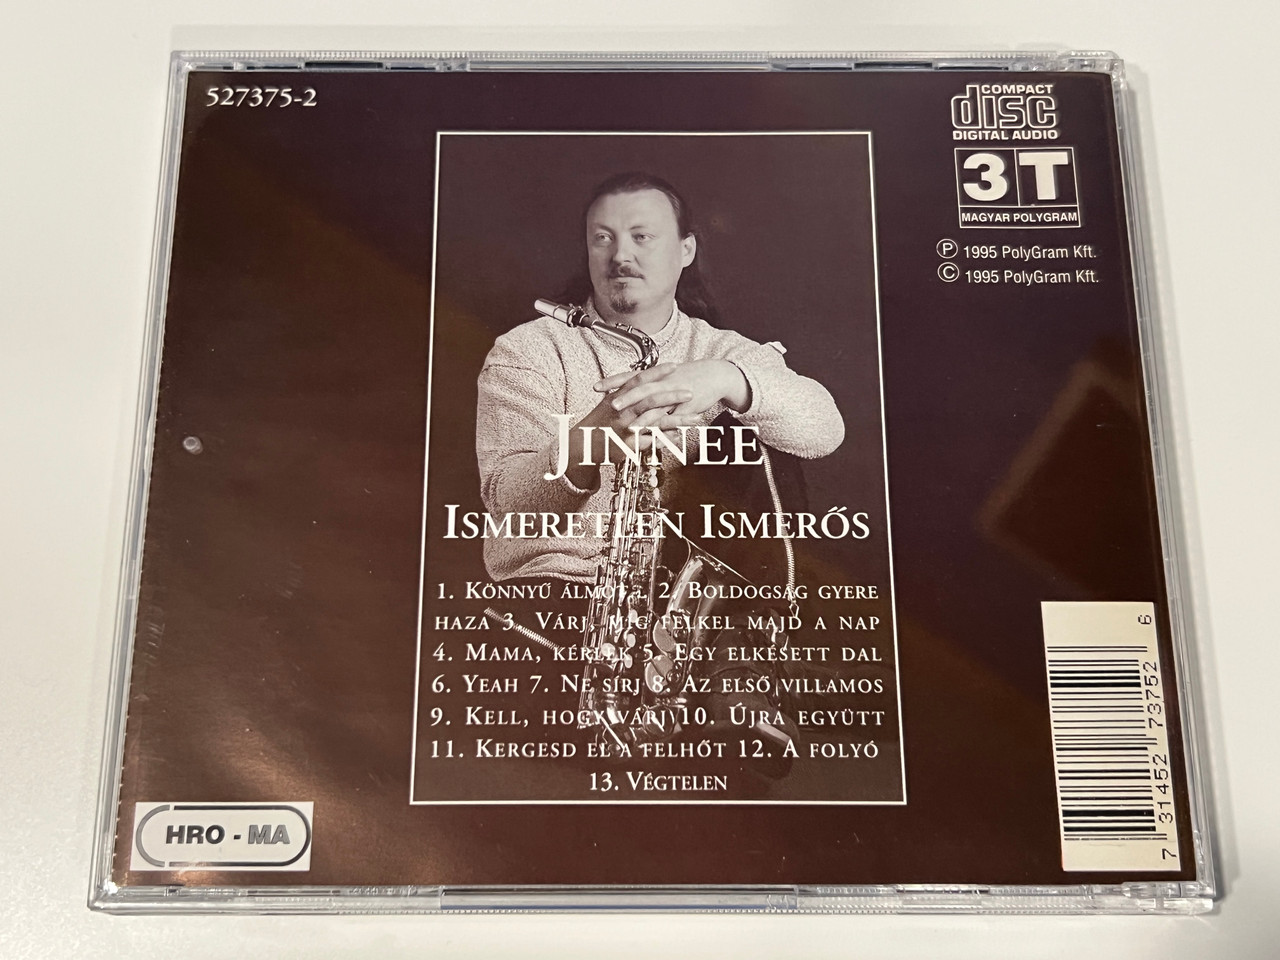 527375-2
COMPACT
disc
DIGITAL AUDIO
3T
MAGYAR POLYGRAM
Ⓟ 1995 PolyGram Kft.
Ⓒ 1995 PolyGram Kft.
JINNEE
ISMERETLEN ISMERŐS
1. KÖNNYŰ ÁLMOT... 2. BOLDOGSÁG GYERE
HAZA 3. VÁRJ, MÍG FELKEL MAJD A NAP
4. MAMA, KÉRLEK 5. EGY ELKÉSETT DAL
6. YEAH 7. NE SÍRJ 8. AZ ELSŐ VILLAMOS
9. KELL, HOGY VÁRJ 10. ÚJRA EGYÜTT
11. KERGESD EL A FELHŐT 12. A FOLYÓ
13. VÉGTELEN
HRO - MA
7 31452 73752 6